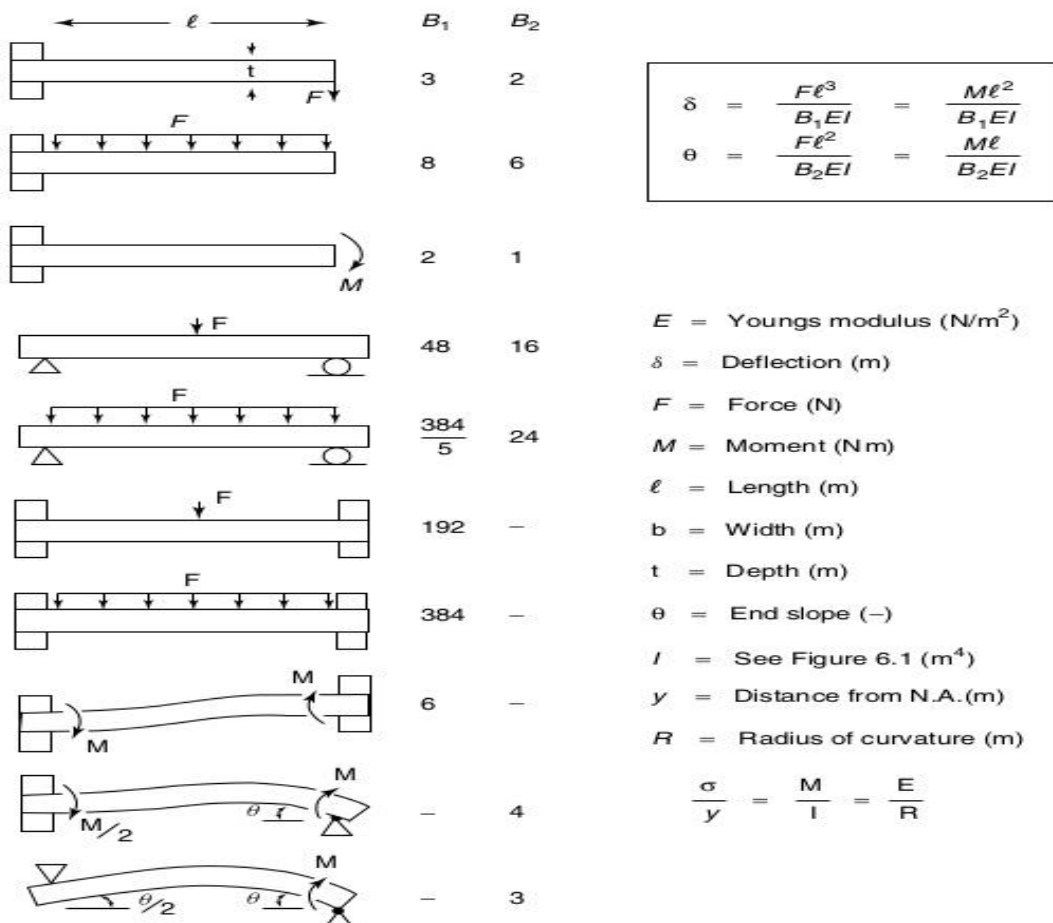 ℓ B₁ B₂
t F 3 2
F 8 6
M 2 1
F 48 16
F 384/5 24
F 192 –
F 384 –
M M 6 –
M M/2 θ – 4
M θ/2 θ – 3
δ = Fℓ³/B₁EI = Mℓ²/B₁EI
θ = Fℓ²/B₂EI = Mℓ/B₂EI
E = Youngs modulus (N/m²)
δ = Deflection (m)
F = Force (N)
M = Moment (Nm)
ℓ = Length (m)
b = Width (m)
t = Depth (m)
θ = End slope (–)
I = See Figure 6.1 (m⁴)
y = Distance from N.A.(m)
R = Radius of curvature (m)
σ/y = M/I = E/R